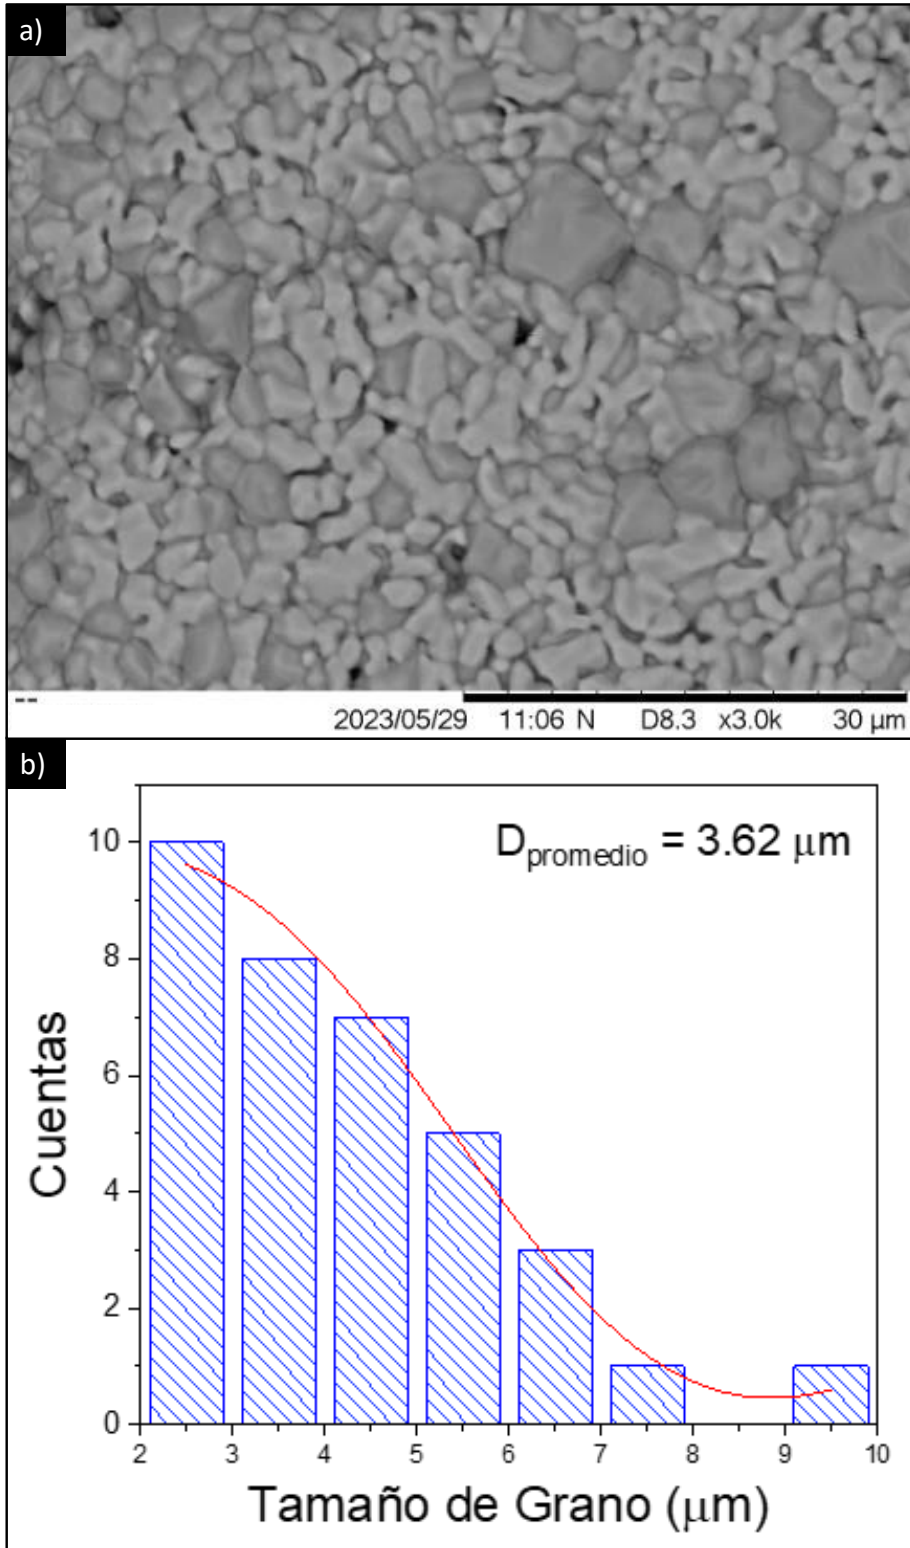 a)
--
2023/05/29 11:06 N D8.3 x3.0k 30 µm
b)
D_promedio = 3.62 µm
Cuentas
10
8
6
4
2
0
2 3 4 5 6 7 8 9 10
Tamaño de Grano (µm)